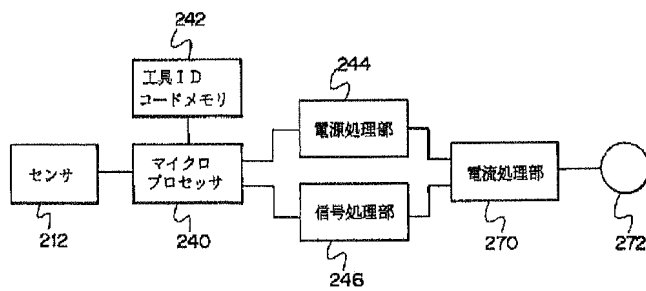 242
工具ID
コードメモリ
244
電源処理部
センサ
マイクロ
プロセッサ
電流処理部
信号処理部
212
240
270
272
246